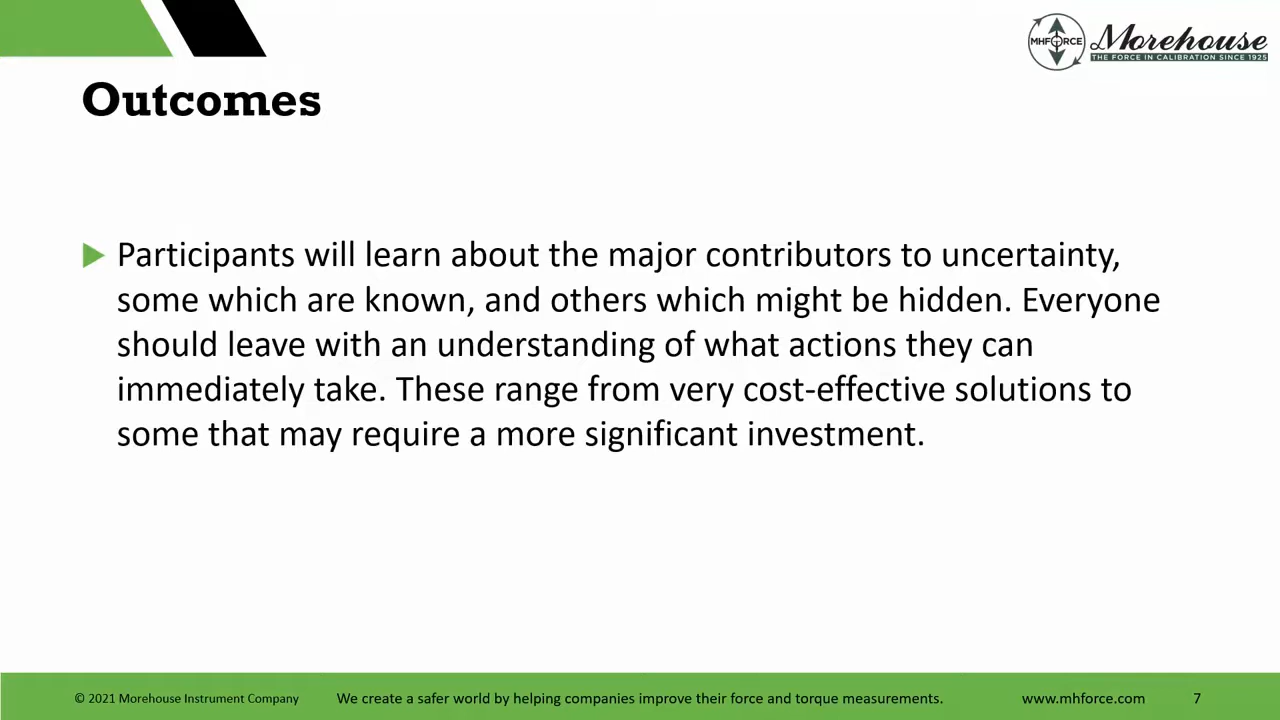 MHFORCE
Morehouse
THE FORCE IN CALIBRATION SINCE 1925
Outcomes
Participants will learn about the major contributors to uncertainty,
some which are known, and others which might be hidden. Everyone
should leave with an understanding of what actions they can
immediately take. These range from very cost-effective solutions to
some that may require a more significant investment.
© 2021 Morehouse Instrument Company
We create a safer world by helping companies improve their force and torque measurements.
www.mhforce.com
7